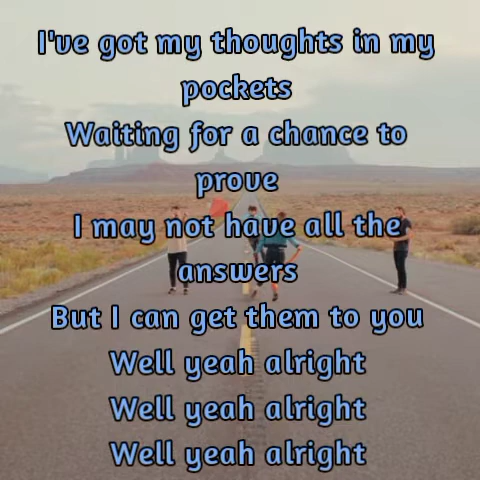 I've got my thoughts in my
pockets
Waiting for a chance to
prove
I may not have all the
answers
But I can get them to you
Well yeah alright
Well yeah alright
Well yeah alright